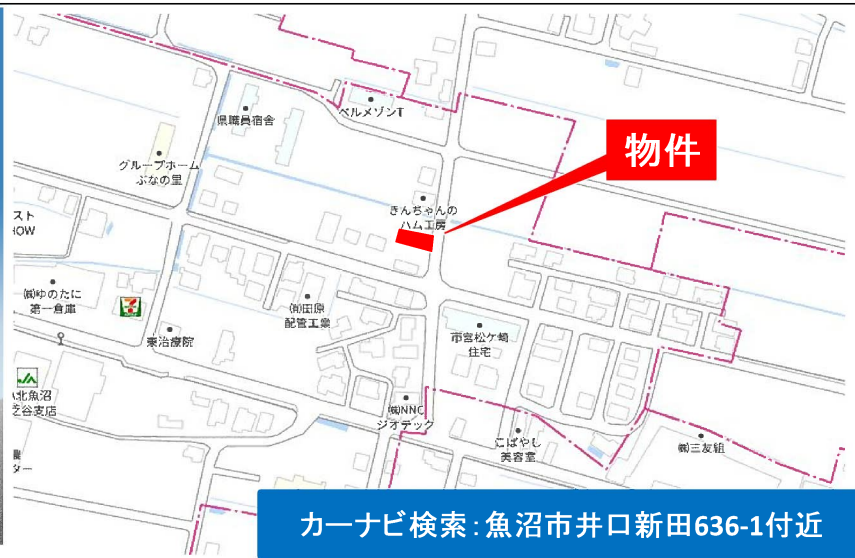 県職員宿舎
ベルメゾンT
物件
グループホーム
ぶなの里
きんちゃんの
ハム工房
スト
HOW
㈱ゆのたに
第一倉庫
㈲田原
配管工業
東治療院
市営松ケ崎
住宅
JA
北魚沼
之谷支店
㈱NNC
ジオテック
こばやし
美容室
㈱三友組
ター
カーナビ検索：魚沼市井口新田636-1付近